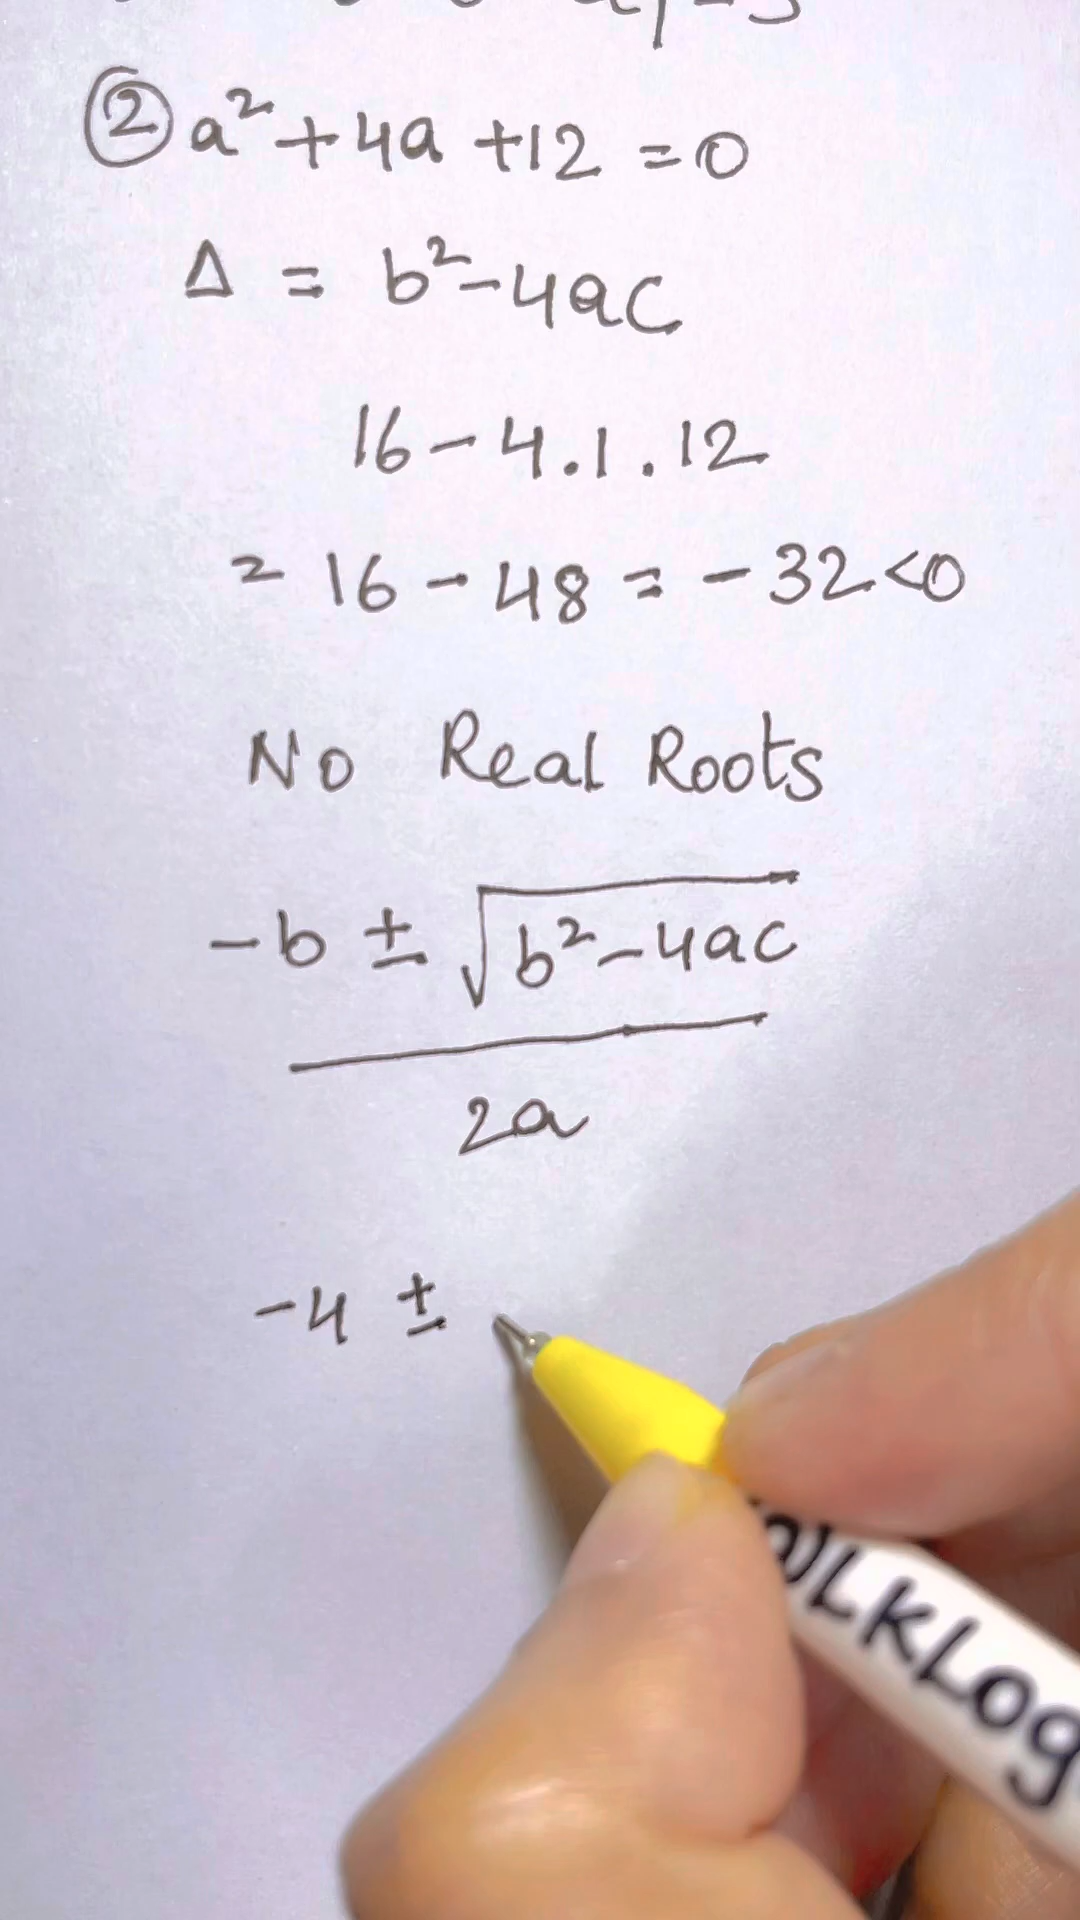 ② a² + 4a + 12 = 0
Δ = b² - 4ac
16 - 4.1.12
= 16 - 48 = - 32 < 0
No Real Roots
-b ± √b² - 4ac
2a
-4 ±
LKLOg